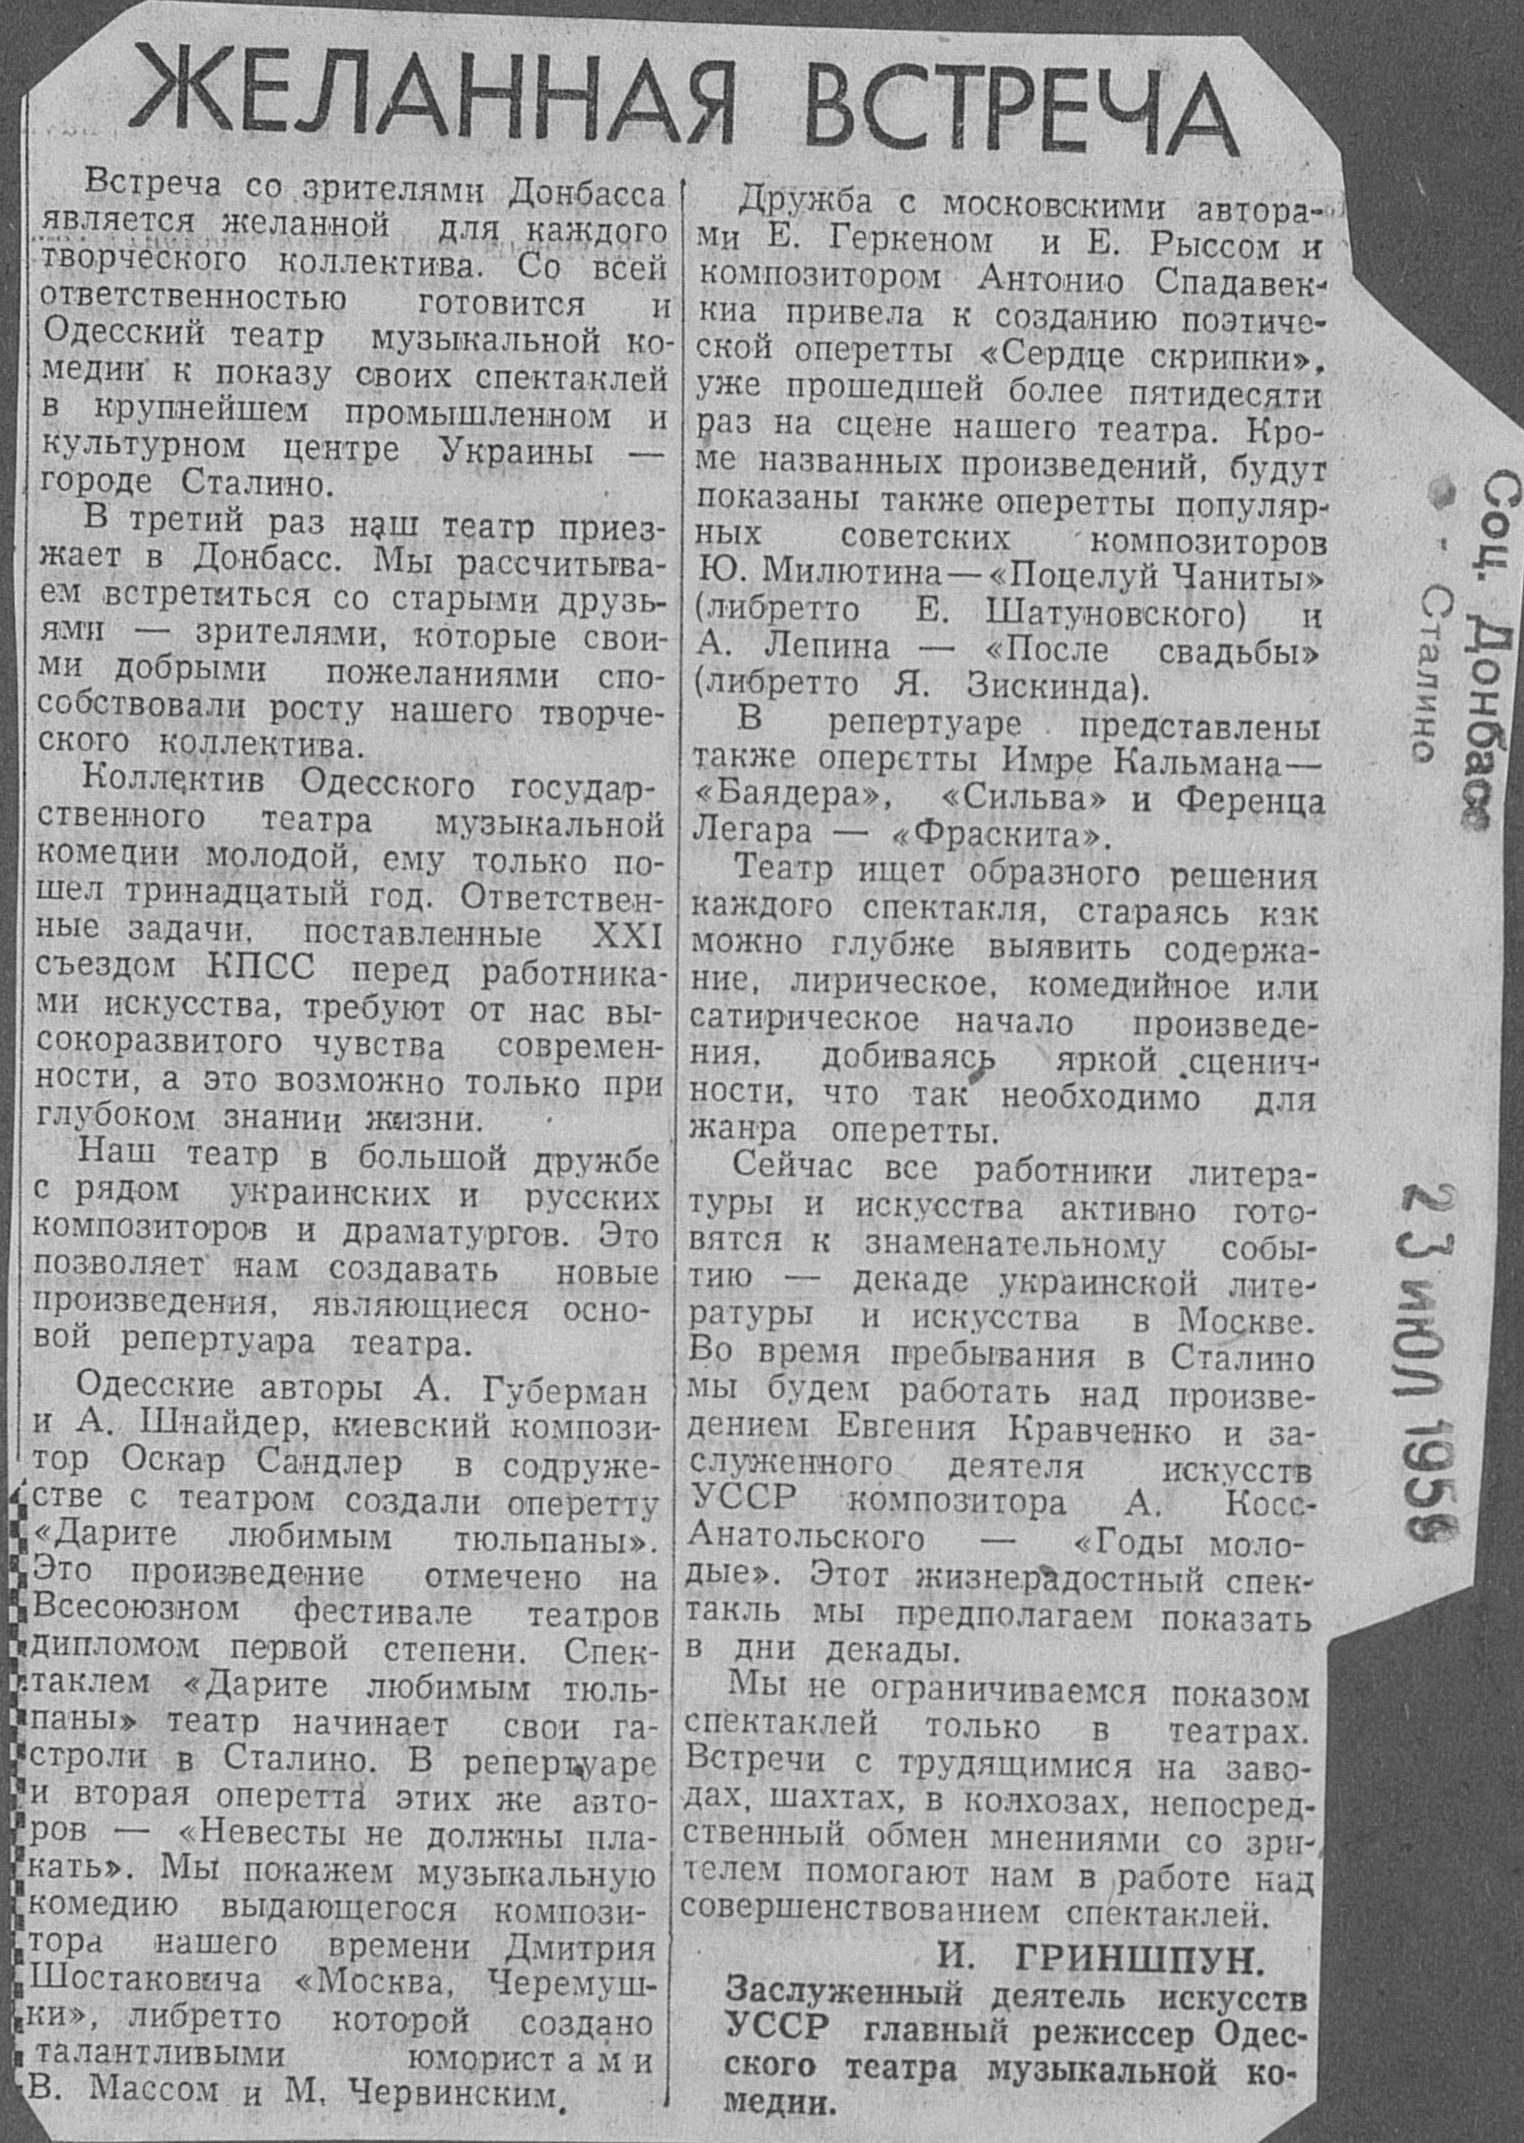 ЖЕЛАННАЯ ВСТРЕЧА
Встреча со зрителями Донбасса
является желанной для каждого
творческого коллектива. Со всей
ответственностью готовится и
Одесский театр музыкальной ко-
медии к показу своих спектаклей
в крупнейшем промышленном и
культурном центре Украины —
городе Сталино.
В третий раз наш театр приез-
жает в Донбасс. Мы рассчитыва-
ем встретиться со старыми друзь-
ями — зрителями, которые свои-
ми добрыми пожеланиями спо-
собствовали росту нашего творче-
ского коллектива.
Коллектив Одесского государ-
ственного театра музыкальной
комедии молодой, ему только по-
шел тринадцатый год. Ответствен-
ные задачи, поставленные XXI
съездом КПСС перед работника-
ми искусства, требуют от нас вы-
сокоразвитого чувства современ-
ности, а это возможно только при
глубоком знании жизни.
Наш театр в большой дружбе
с рядом украинских и русских
композиторов и драматургов. Это
позволяет нам создавать новые
произведения, являющиеся осно-
вой репертуара театра.
Одесские авторы А. Губерман
и А. Шнайдер, киевский компози-
тор Оскар Сандлер в содруже-
стве с театром создали оперетту
«Дарите любимым тюльпаны».
Это произведение отмечено на
Всесоюзном фестивале театров
дипломом первой степени. Спек-
таклем «Дарите любимым тюль-
паны» театр начинает свои га-
строли в Сталино. В репертуаре
и вторая оперетта этих же авто-
ров — «Невесты не должны пла-
кать». Мы покажем музыкальную
комедию выдающегося компози-
тора нашего времени Дмитрия
Шостаковича «Москва, Черемуш-
ки», либретто которой создано
талантливыми юмористами
В. Массом и М. Червинским.
Дружба с московскими автора-
ми Е. Геркеном и Е. Рыссом и
композитором Антонио Спадавек-
киа привела к созданию поэтиче-
ской оперетты «Сердце скрипки»,
уже прошедшей более пятидесяти
раз на сцене нашего театра. Кро-
ме названных произведений, будут
показаны также оперетты популяр-
ных советских композиторов
Ю. Милютина—«Поцелуй Чаниты»
(либретто Е. Шатуновского) и
А. Лепина — «После свадьбы»
(либретто Я. Зискинда).
В репертуаре представлены
также оперетты Имре Кальмана—
«Баядера», «Сильва» и Ференца
Легара — «Фраскита».
Театр ищет образного решения
каждого спектакля, стараясь как
можно глубже выявить содержа-
ние, лирическое, комедийное или
сатирическое начало произведе-
ния, добиваясь яркой сценич-
ности, что так необходимо для
жанра оперетты.
Сейчас все работники литера-
туры и искусства активно гото-
вятся к знаменательному собы-
тию — декаде украинской лите-
ратуры и искусства в Москве.
Во время пребывания в Сталино
мы будем работать над произве-
дением Евгения Кравченко и за-
служенного деятеля искусств
УССР композитора А. Косс-
Анатольского — «Годы моло-
дые». Этот жизнерадостный спек-
такль мы предполагаем показать
в дни декады.
Мы не ограничиваемся показом
спектаклей только в театрах.
Встречи с трудящимися на заво-
дах, шахтах, в колхозах, непосред-
ственный обмен мнениями со зри-
телем помогают нам в работе над
совершенствованием спектаклей.
И. ГРИНШПУН.
Заслуженный деятель искусств
УССР главный режиссер Одес-
ского театра музыкальной ко-
медии.
Соц. Донбасс
- Сталино
23 ИЮЛ 1959